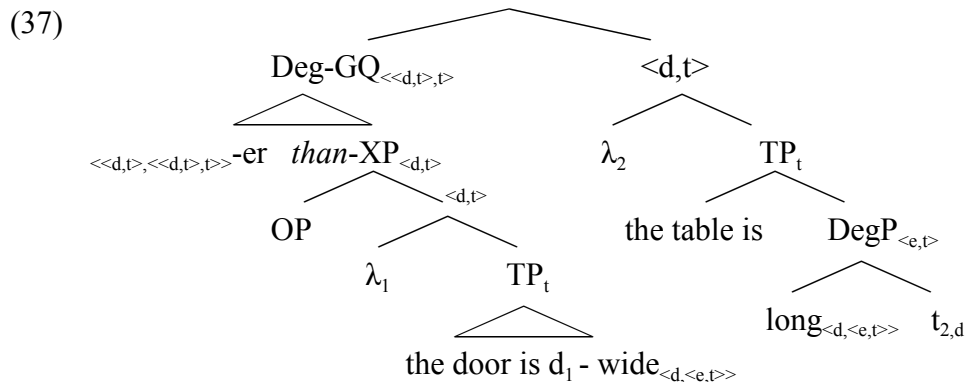 (37)
Deg-GQ<<d,t>,t> <d,t>
<<d,t>,<<d,t>,t>>-er than-XP<d,t> λ2 TPt
OP <d,t> the table is DegP<e,t>
λ1 TPt long<d,<e,t>> t2,d
the door is d1 - wide<d,<e,t>>